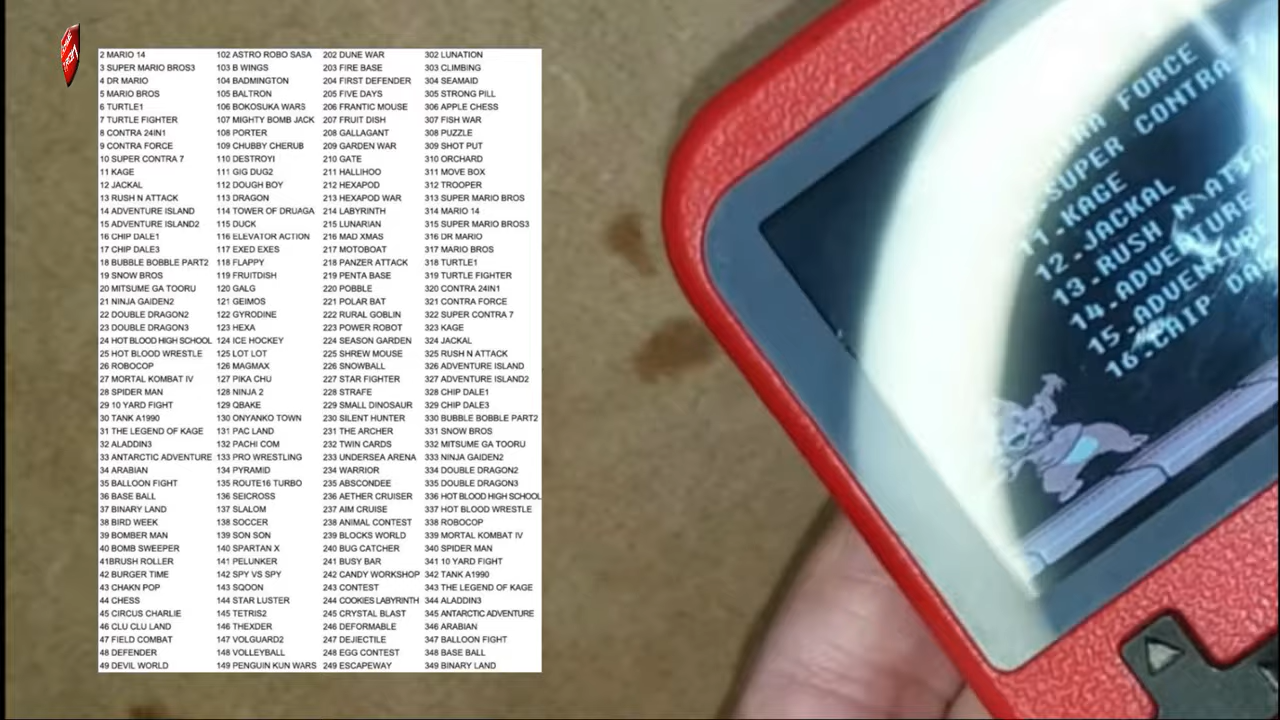 2 MARIO 14
3 SUPER MARIO BROS3
4 DR MARIO
5 MARIO BROS
6 TURTLE1
7 TURTLE FIGHTER
8 CONTRA 24IN1
9 CONTRA FORCE
10 SUPER CONTRA 7
11 KAGE
12 JACKAL
13 RUSH N ATTACK
14 ADVENTURE ISLAND
15 ADVENTURE ISLAND2
16 CHIP DALE1
17 CHIP DALE3
18 BUBBLE BOBBLE PART2
19 SNOW BROS
20 MITSUME GA TOORU
21 NINJA GAIDEN2
22 DOUBLE DRAGON2
23 DOUBLE DRAGON3
24 HOT BLOOD HIGH SCHOOL
25 HOT BLOOD WRESTLE
26 ROBOCOP
27 MORTAL KOMBAT IV
28 SPIDER MAN
29 10 YARD FIGHT
30 TANK A1990
31 THE LEGEND OF KAGE
32 ALADDIN3
33 ANTARCTIC ADVENTURE
34 ARABIAN
35 BALLOON FIGHT
36 BASE BALL
37 BINARY LAND
38 BIRD WEEK
39 BOMBER MAN
40 BOMB SWEEPER
41BRUSH ROLLER
42 BURGER TIME
43 CHAKN POP
44 CHESS
45 CIRCUS CHARLIE
46 CLU CLU LAND
47 FIELD COMBAT
48 DEFENDER
49 DEVIL WORLD
102 ASTRO ROBO SASA
103 B WINGS
104 BADMINGTON
105 BALTRON
106 BOKOSUKA WARS
107 MIGHTY BOMB JACK
108 PORTER
109 CHUBBY CHERUB
110 DESTROYI
111 GIG DUG2
112 DOUGH BOY
113 DRAGON
114 TOWER OF DRUAGA
115 DUCK
116 ELEVATOR ACTION
117 EXED EXES
118 FLAPPY
119 FRUITDISH
120 GALG
121 GEIMOS
122 GYRODINE
123 HEXA
124 ICE HOCKEY
125 LOT LOT
126 MAGMAX
127 PIKA CHU
128 NINJA 2
129 QBAKE
130 ONYANKO TOWN
131 PAC LAND
132 PACHI COM
133 PRO WRESTLING
134 PYRAMID
135 ROUTE16 TURBO
136 SEICROSS
137 SLALOM
138 SOCCER
139 SON SON
140 SPARTAN X
141 PELUNKER
142 SPY VS SPY
143 SQOON
144 STAR LUSTER
145 TETRIS2
146 THEXDER
147 VOLGUARD2
148 VOLLEYBALL
149 PENGUIN KUN WARS
202 DUNE WAR
203 FIRE BASE
204 FIRST DEFENDER
205 FIVE DAYS
206 FRANTIC MOUSE
207 FRUIT DISH
208 GALLAGANT
209 GARDEN WAR
210 GATE
211 HALLIHOO
212 HEXAPOD
213 HEXAPOD WAR
214 LABYRINTH
215 LUNARIAN
216 MAD XMAS
217 MOTOBOAT
218 PANZER ATTACK
219 PENTA BASE
220 POBBLE
221 POLAR BAT
222 RURAL GOBLIN
223 POWER ROBOT
224 SEASON GARDEN
225 SHREW MOUSE
226 SNOWBALL
227 STAR FIGHTER
228 STRAFE
229 SMALL DINOSAUR
230 SILENT HUNTER
231 THE ARCHER
232 TWIN CARDS
233 UNDERSEA ARENA
234 WARRIOR
235 ABSCONDEE
236 AETHER CRUISER
237 AIM CRUISE
238 ANIMAL CONTEST
239 BLOCKS WORLD
240 BUG CATCHER
241 BUSY BAR
242 CANDY WORKSHOP
243 CONTEST
244 COOKIES LABYRINTH
245 CRYSTAL BLAST
246 DEFORMABLE
247 DEJIECTILE
248 EGG CONTEST
249 ESCAPEWAY
302 LUNATION
303 CLIMBING
304 SEAMAID
305 STRONG PILL
306 APPLE CHESS
307 FISH WAR
308 PUZZLE
309 SHOT PUT
310 ORCHARD
311 MOVE BOX
312 TROOPER
313 SUPER MARIO BROS
314 MARIO 14
315 SUPER MARIO BROS3
316 DR MARIO
317 MARIO BROS
318 TURTLE1
319 TURTLE FIGHTER
320 CONTRA 24IN1
321 CONTRA FORCE
322 SUPER CONTRA 7
323 KAGE
324 JACKAL
325 RUSH N ATTACK
326 ADVENTURE ISLAND
327 ADVENTURE ISLAND2
328 CHIP DALE1
329 CHIP DALE3
330 BUBBLE BOBBLE PART2
331 SNOW BROS
332 MITSUME GA TOORU
333 NINJA GAIDEN2
334 DOUBLE DRAGON2
335 DOUBLE DRAGON3
336 HOT BLOOD HIGH SCHOOL
337 HOT BLOOD WRESTLE
338 ROBOCOP
339 MORTAL KOMBAT IV
340 SPIDER MAN
341 10 YARD FIGHT
342 TANK A1990
343 THE LEGEND OF KAGE
344 ALADDIN3
345 ANTARCTIC ADVENTURE
346 ARABIAN
347 BALLOON FIGHT
348 BASE BALL
349 BINARY LAND
FORCE
SUPER CONTRA 7
11.KAGE
12.JACKAL
13.RUSH N
14.ADVENTURE
15.ADVENTURE
16.CHIP